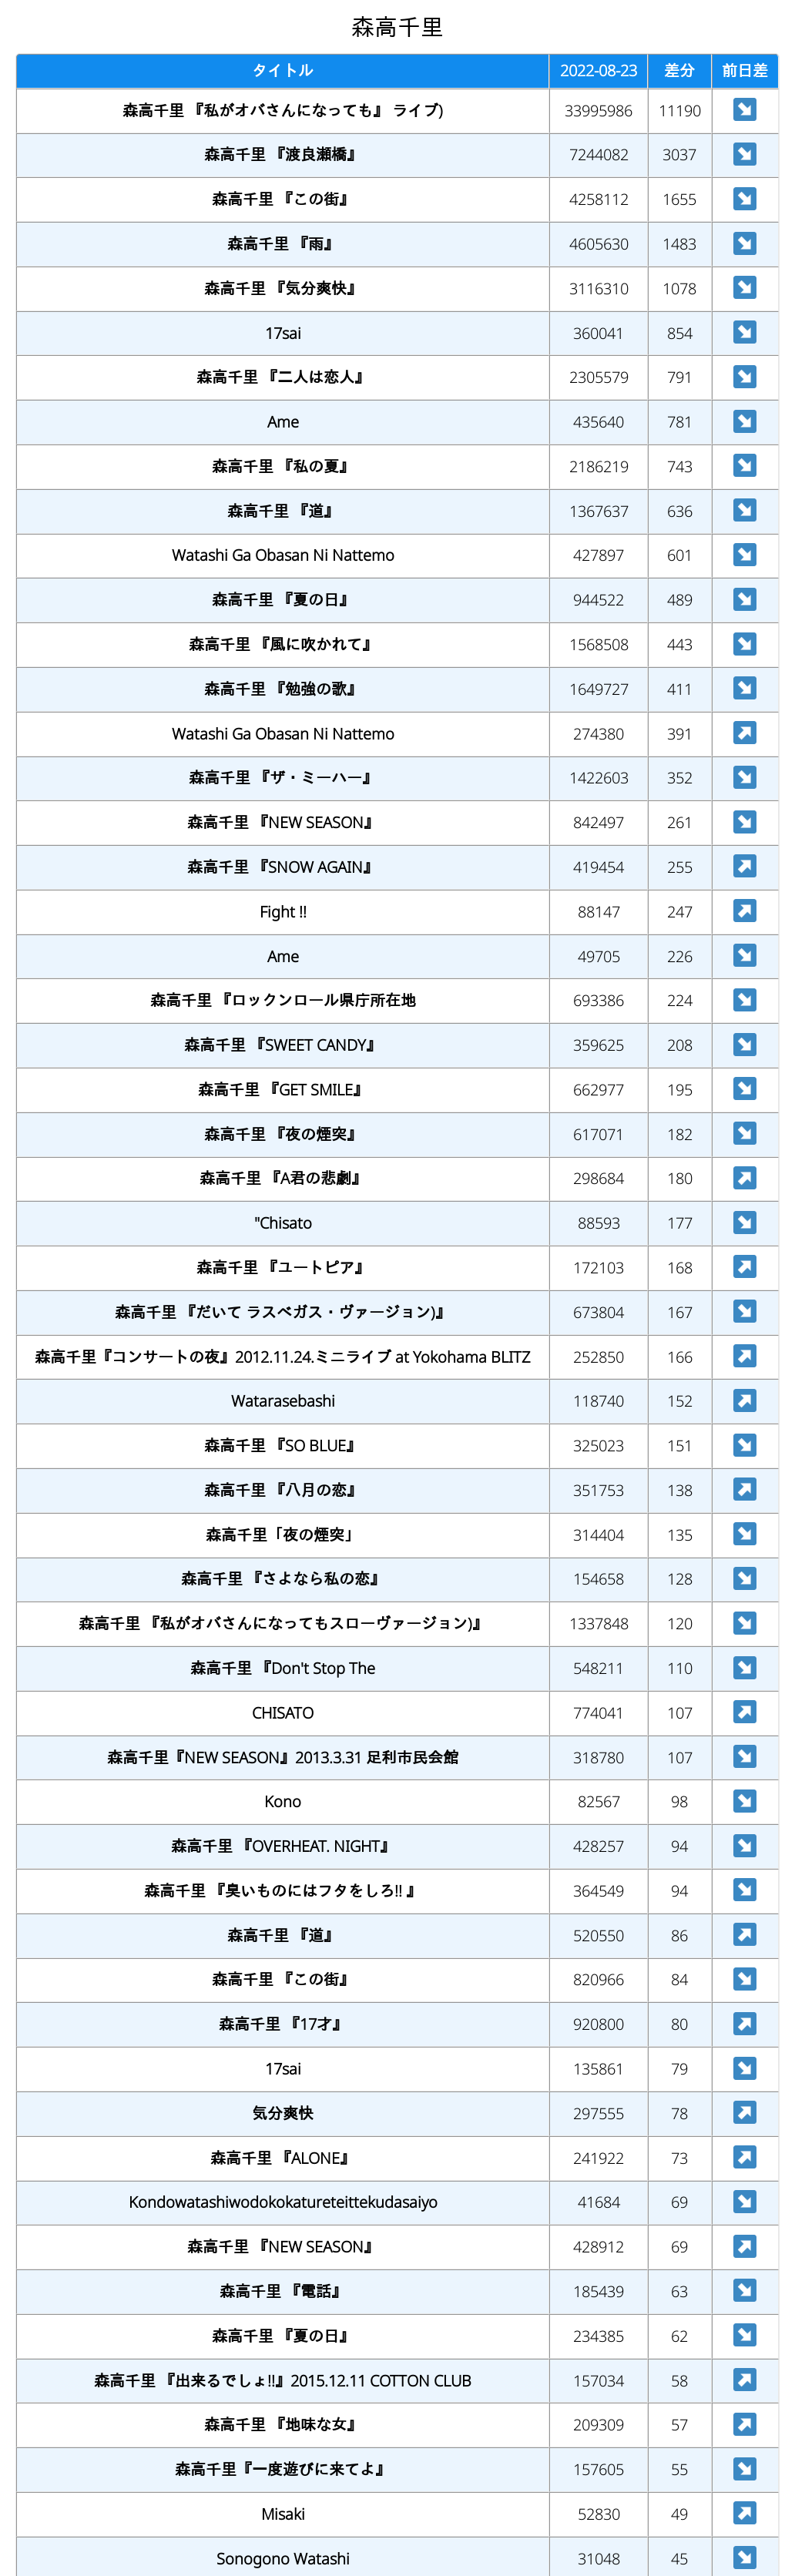 森高千里
タイトル 2022-08-23 差分 前日差
森高千里 『私がオバさんになっても』 ライブ) 33995986 11190
森高千里 『渡良瀬橋』 7244082 3037
森高千里 『この街』 4258112 1655
森高千里 『雨』 4605630 1483
森高千里 『気分爽快』 3116310 1078
17sai 360041 854
森高千里 『二人は恋人』 2305579 791
Ame 435640 781
森高千里 『私の夏』 2186219 743
森高千里 『道』 1367637 636
Watashi Ga Obasan Ni Nattemo 427897 601
森高千里 『夏の日』 944522 489
森高千里 『風に吹かれて』 1568508 443
森高千里 『勉強の歌』 1649727 411
Watashi Ga Obasan Ni Nattemo 274380 391
森高千里 『ザ・ミーハー』 1422603 352
森高千里 『NEW SEASON』 842497 261
森高千里 『SNOW AGAIN』 419454 255
Fight !! 88147 247
Ame 49705 226
森高千里 『ロックンロール県庁所在地 693386 224
森高千里 『SWEET CANDY』 359625 208
森高千里 『GET SMILE』 662977 195
森高千里 『夜の煙突』 617071 182
森高千里 『A君の悲劇』 298684 180
"Chisato 88593 177
森高千里 『ユートピア』 172103 168
森高千里 『だいて ラスベガス・ヴァージョン)』 673804 167
森高千里『コンサートの夜』2012.11.24.ミニライブ at Yokohama BLITZ 252850 166
Watarasebashi 118740 152
森高千里 『SO BLUE』 325023 151
森高千里 『八月の恋』 351753 138
森高千里「夜の煙突」 314404 135
森高千里 『さよなら私の恋』 154658 128
森高千里 『私がオバさんになってもスローヴァージョン)』 1337848 120
森高千里 『Don't Stop The 548211 110
CHISATO 774041 107
森高千里『NEW SEASON』2013.3.31 足利市民会館 318780 107
Kono 82567 98
森高千里 『OVERHEAT. NIGHT』 428257 94
森高千里 『臭いものにはフタをしろ!! 』 364549 94
森高千里 『道』 520550 86
森高千里 『この街』 820966 84
森高千里 『17才』 920800 80
17sai 135861 79
気分爽快 297555 78
森高千里 『ALONE』 241922 73
Kondowatashiwodokokatureteittekudasaiyo 41684 69
森高千里 『NEW SEASON』 428912 69
森高千里 『電話』 185439 63
森高千里 『夏の日』 234385 62
森高千里 『出来るでしょ!!』2015.12.11 COTTON CLUB 157034 58
森高千里 『地味な女』 209309 57
森高千里『一度遊びに来てよ』 157605 55
Misaki 52830 49
Sonogono Watashi 31048 45